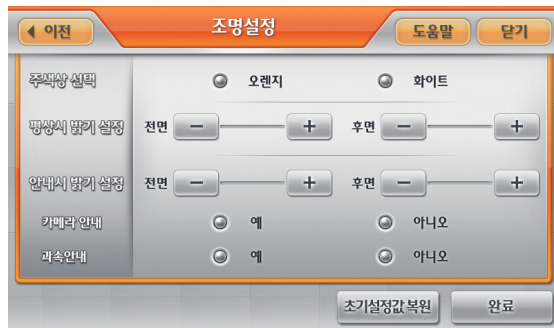 이전 조명설정 도움말 닫기
주색상 선택 오렌지 화이트
평상시 밝기 설정 전면 − + 후면 − +
안내시 밝기 설정 전면 − + 후면 − +
카메라 안내 예 아니오
과속안내 예 아니오
초기설정값 복원 완료